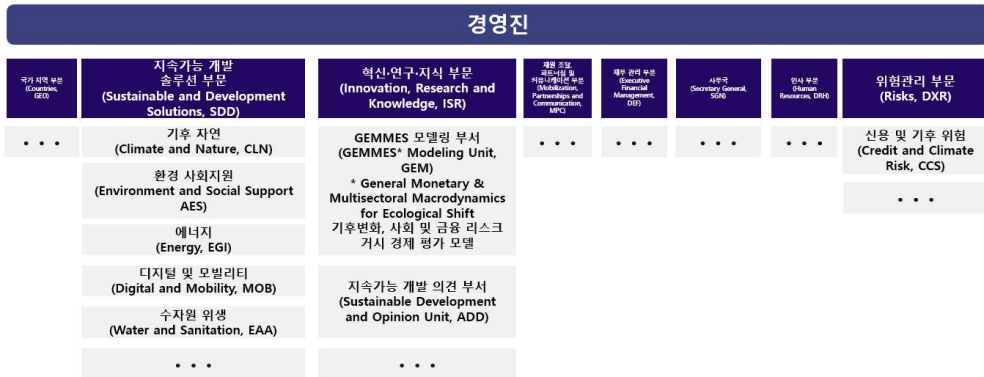 경영진
국가 지역 부문
(Countries,
GEO)
지속가능 개발
솔루션 부문
(Sustainable and Development
Solutions, SDD)
혁신·연구·지식 부문
(Innovation, Research and
Knowledge, ISR)
재원 조달,
파트너십 및
커뮤니케이션 부문
(Mobilization,
Partnerships and
Communication,
MPC)
재무 관리 부문
(Executive
Financial
Management,
DEF)
사무국
(Secretary General,
SGN)
인사 부문
(Human
Resources, DRH)
위험관리 부문
(Risks, DXR)
• • •
기후 자연
(Climate and Nature, CLN)
환경 사회지원
(Environment and Social Support
AES)
에너지
(Energy, EGI)
디지털 및 모빌리티
(Digital and Mobility, MOB)
수자원 위생
(Water and Sanitation, EAA)
• • •
GEMMES 모델링 부서
(GEMMES* Modeling Unit,
GEM)
* General Monetary &
Multisectoral Macrodynamics
for Ecological Shift
기후변화, 사회 및 금융 리스크
거시 경제 평가 모델
지속가능 개발 의견 부서
(Sustainable Development
and Opinion Unit, ADD)
• • •
• • •
• • •
• • •
• • •
신용 및 기후 위험
(Credit and Climate
Risk, CCS)
• • •